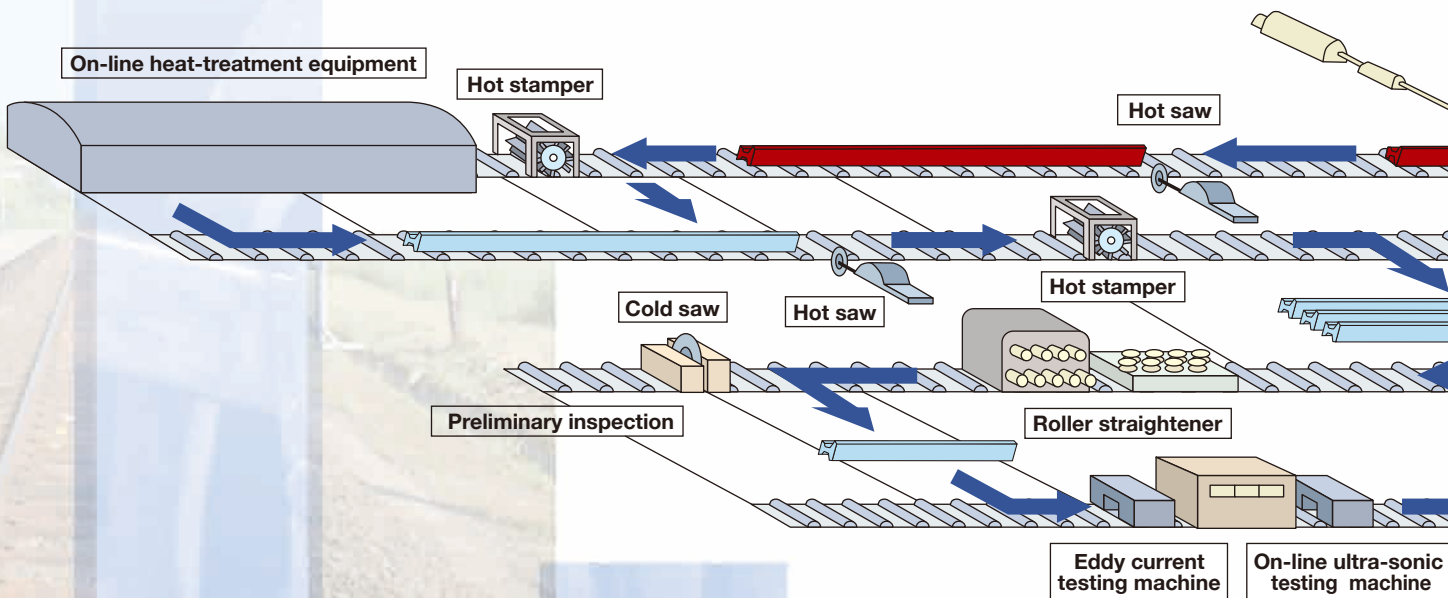 On-line heat-treatment equipment
Hot stamper
Hot saw
Hot stamper
Cold saw
Hot saw
Preliminary inspection
Roller straightener
Eddy current
testing machine
On-line ultra-sonic
testing machine